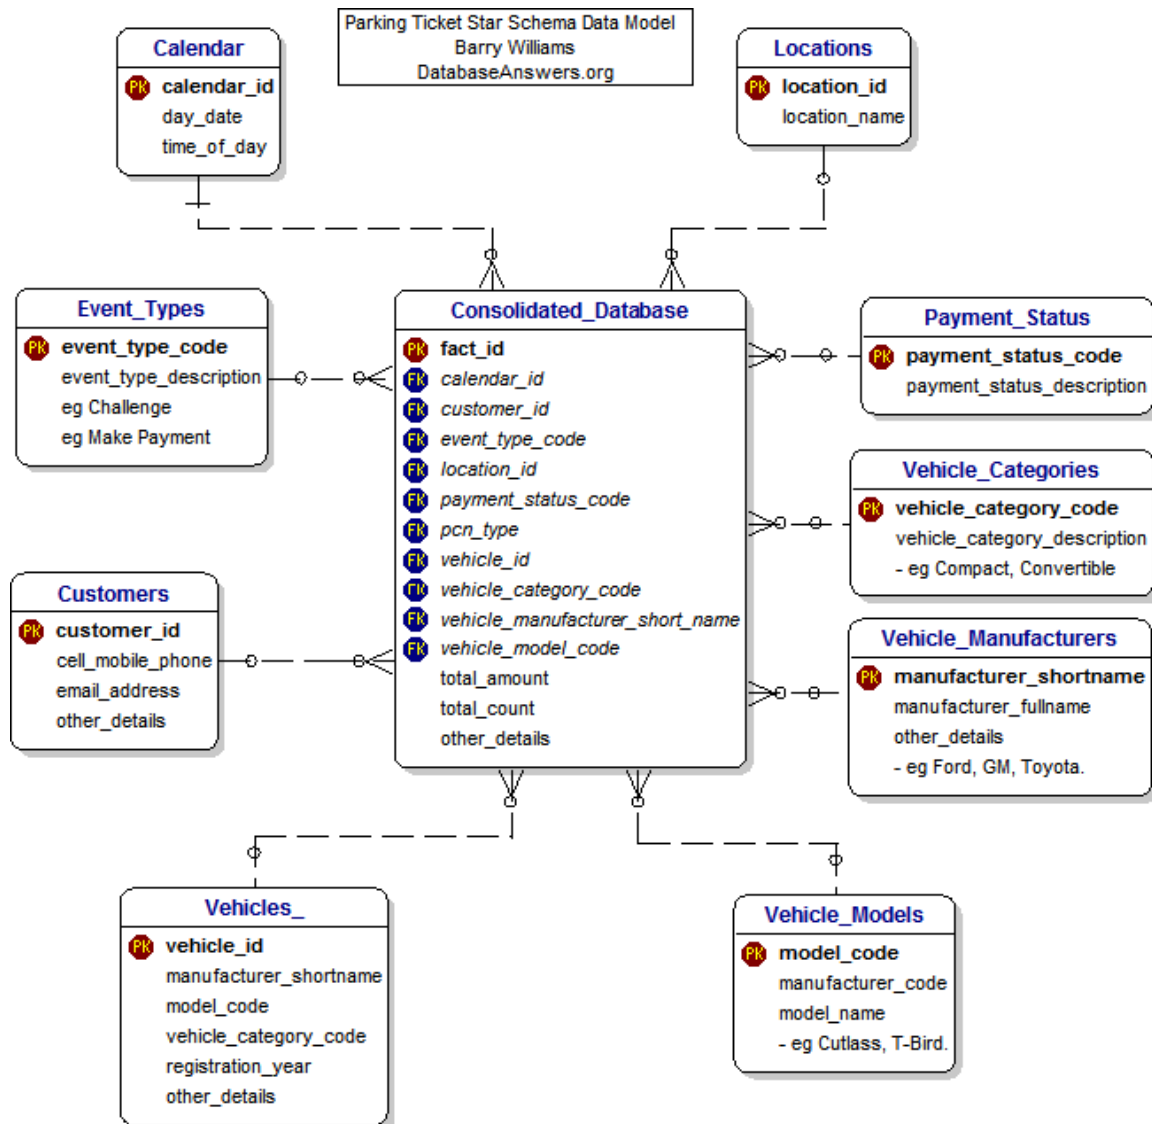 Parking Ticket Star Schema Data Model
Barry Williams
DatabaseAnswers.org
Calendar
PK calendar_id
day_date
time_of_day
Locations
PK location_id
location_name
Event_Types
PK event_type_code
event_type_description
eg Challenge
eg Make Payment
Consolidated_Database
PK fact_id
FK calendar_id
FK customer_id
FK event_type_code
FK location_id
FK payment_status_code
FK pcn_type
FK vehicle_id
FK vehicle_category_code
FK vehicle_manufacturer_short_name
FK vehicle_model_code
total_amount
total_count
other_details
Payment_Status
PK payment_status_code
payment_status_description
Vehicle_Categories
PK vehicle_category_code
vehicle_category_description
- eg Compact, Convertible
Customers
PK customer_id
cell_mobile_phone
email_address
other_details
Vehicle_Manufacturers
PK manufacturer_shortname
manufacturer_fullname
other_details
- eg Ford, GM, Toyota.
Vehicles_
PK vehicle_id
manufacturer_shortname
model_code
vehicle_category_code
registration_year
other_details
Vehicle_Models
PK model_code
manufacturer_code
model_name
- eg Cutlass, T-Bird.